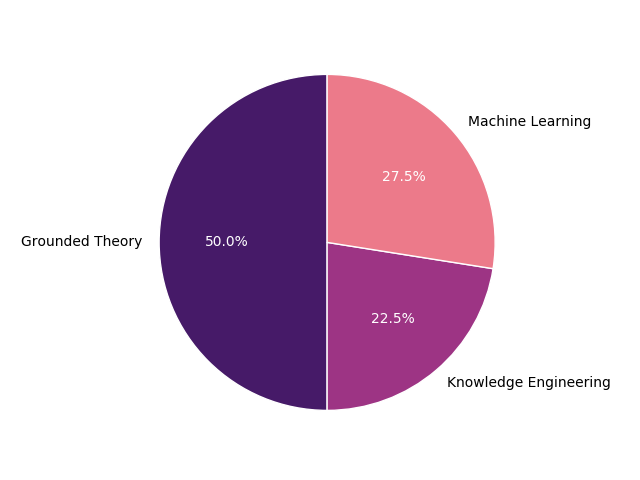 Machine Learning
27.5%
Grounded Theory
50.0%
22.5%
Knowledge Engineering